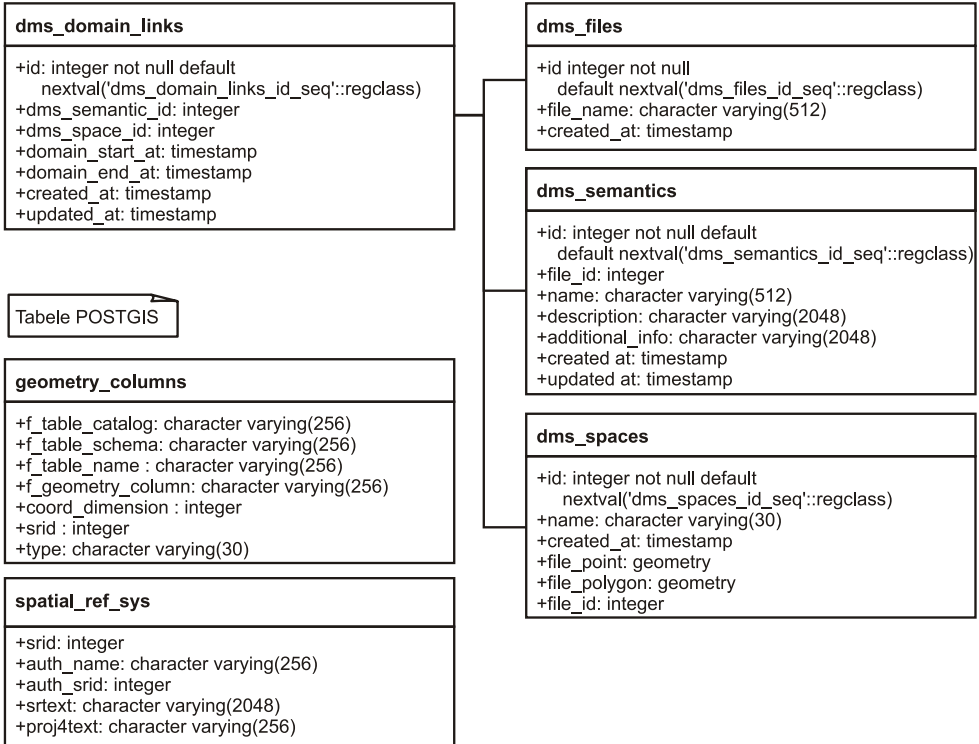 dms_domain_links
+id: integer not null default
nextval('dms_domain_links_id_seq'::regclass)
+dms_semantic_id: integer
+dms_space_id: integer
+domain_start_at: timestamp
+domain_end_at: timestamp
+created_at: timestamp
+updated_at: timestamp
dms_files
+id integer not null
default nextval('dms_files_id_seq'::regclass)
+file_name: character varying(512)
+created_at: timestamp
dms_semantics
+id: integer not null default
default nextval('dms_semantics_id_seq'::regclass)
+file_id: integer
+name: character varying(512)
+description: character varying(2048)
+additional_info: character varying(2048)
+created at: timestamp
+updated at: timestamp
dms_spaces
+id: integer not null default
nextval('dms_spaces_id_seq'::regclass)
+name: character varying(30)
+created_at: timestamp
+file_point: geometry
+file_polygon: geometry
+file_id: integer
Tabele POSTGIS
geometry_columns
+f_table_catalog: character varying(256)
+f_table_schema: character varying(256)
+f_table_name : character varying(256)
+f_geometry_column: character varying(256)
+coord_dimension : integer
+srid : integer
+type: character varying(30)
spatial_ref_sys
+srid: integer
+auth_name: character varying(256)
+auth_srid: integer
+srtext: character varying(2048)
+proj4text: character varying(256)